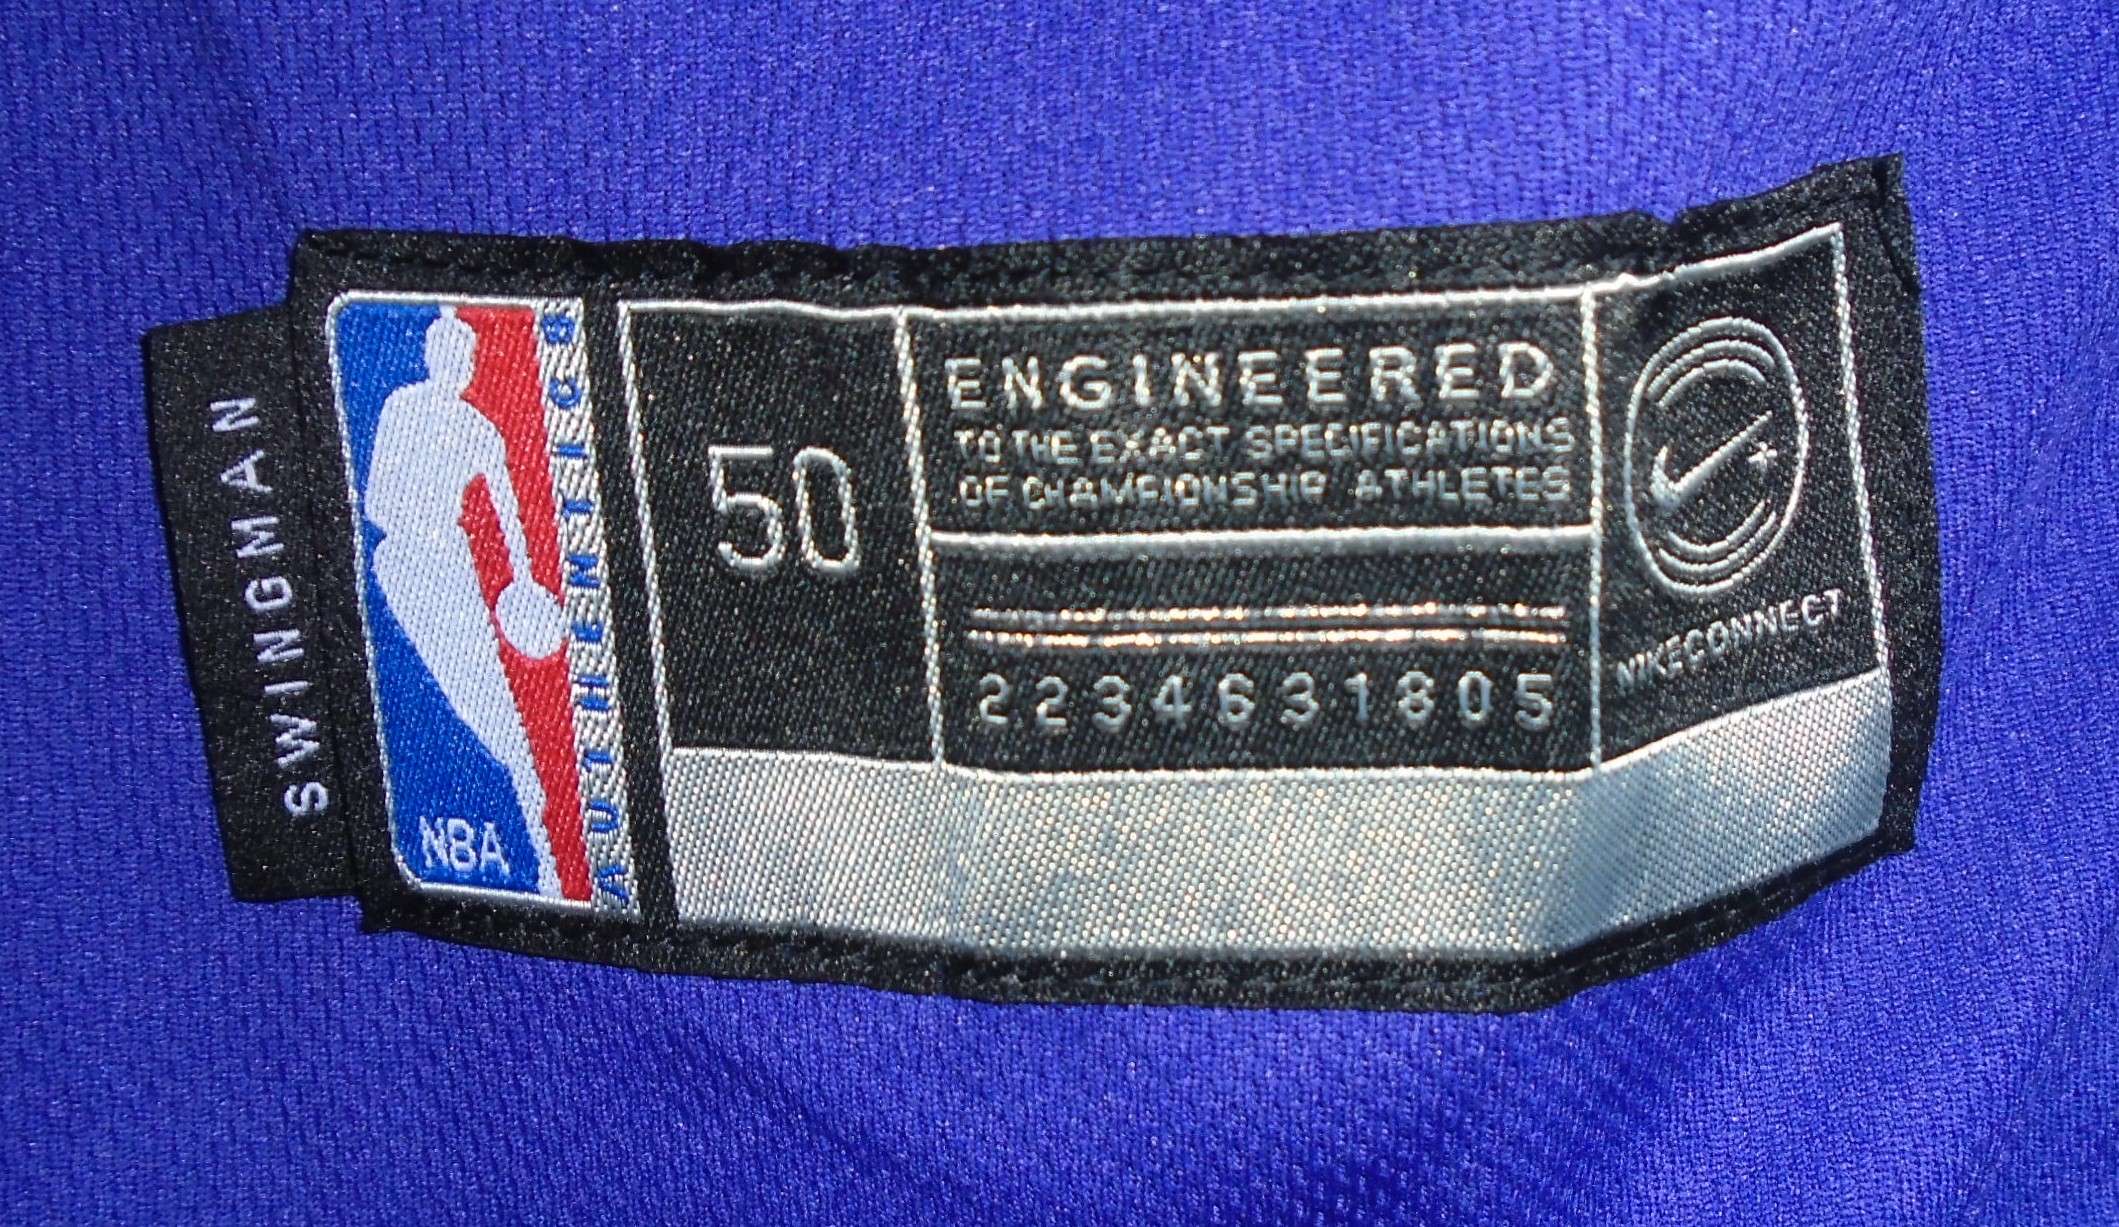 SWINGMAN
NBA
AUTHENTICS
50
ENGINEERED
TO THE EXACT SPECIFICATIONS
OF CHAMPIONSHIP ATHLETES
2234631805
NIKECONNECT